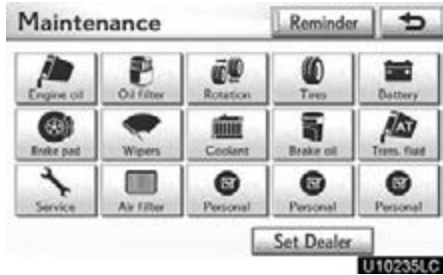 Maintenance Reminder
Engine oil Oil filter Rotation Tires Battery
Brake pad Wipers Coolant Brake oil Trans. fluid
AT
Service Air filter Personal Personal Personal
Set Dealer
U10235LC